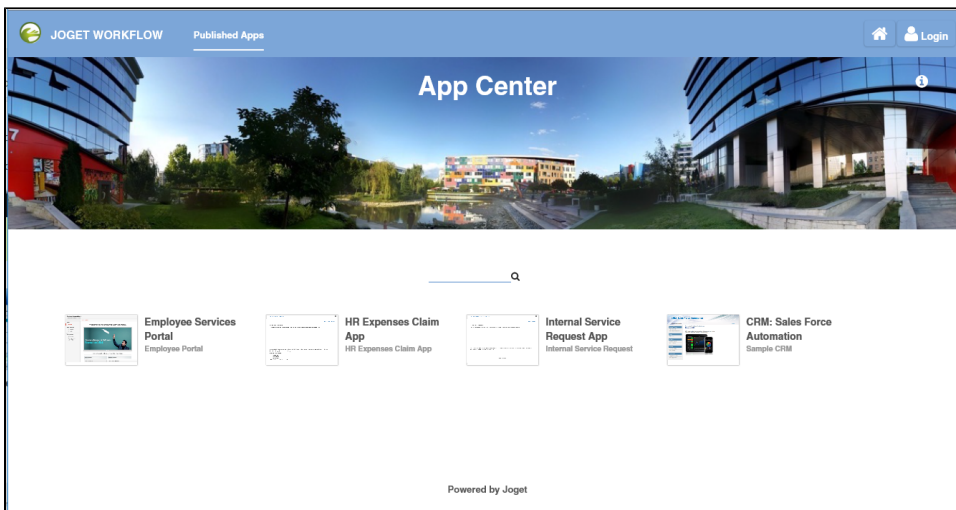 JOGET WORKFLOW
Published Apps
Login
App Center
7
Employee Services
Portal
Employee Portal
HR Expenses Claim
App
HR Expenses Claim App
Internal Service
Request App
Internal Service Request
CRM: Sales Force
Automation
Sample CRM
Powered by Joget